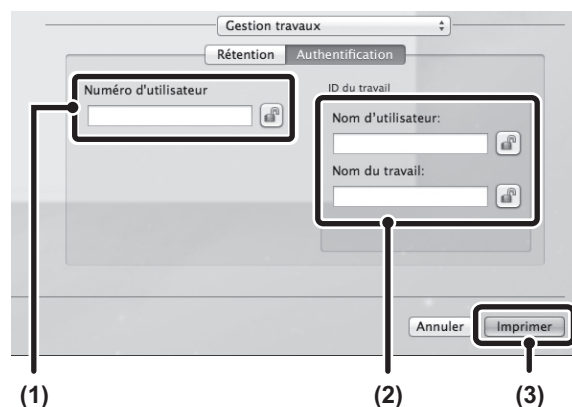 Gestion travaux
Rétention Authentification
Numéro d'utilisateur
ID du travail
Nom d'utilisateur:
Nom du travail:
Annuler Imprimer
(1) (2) (3)